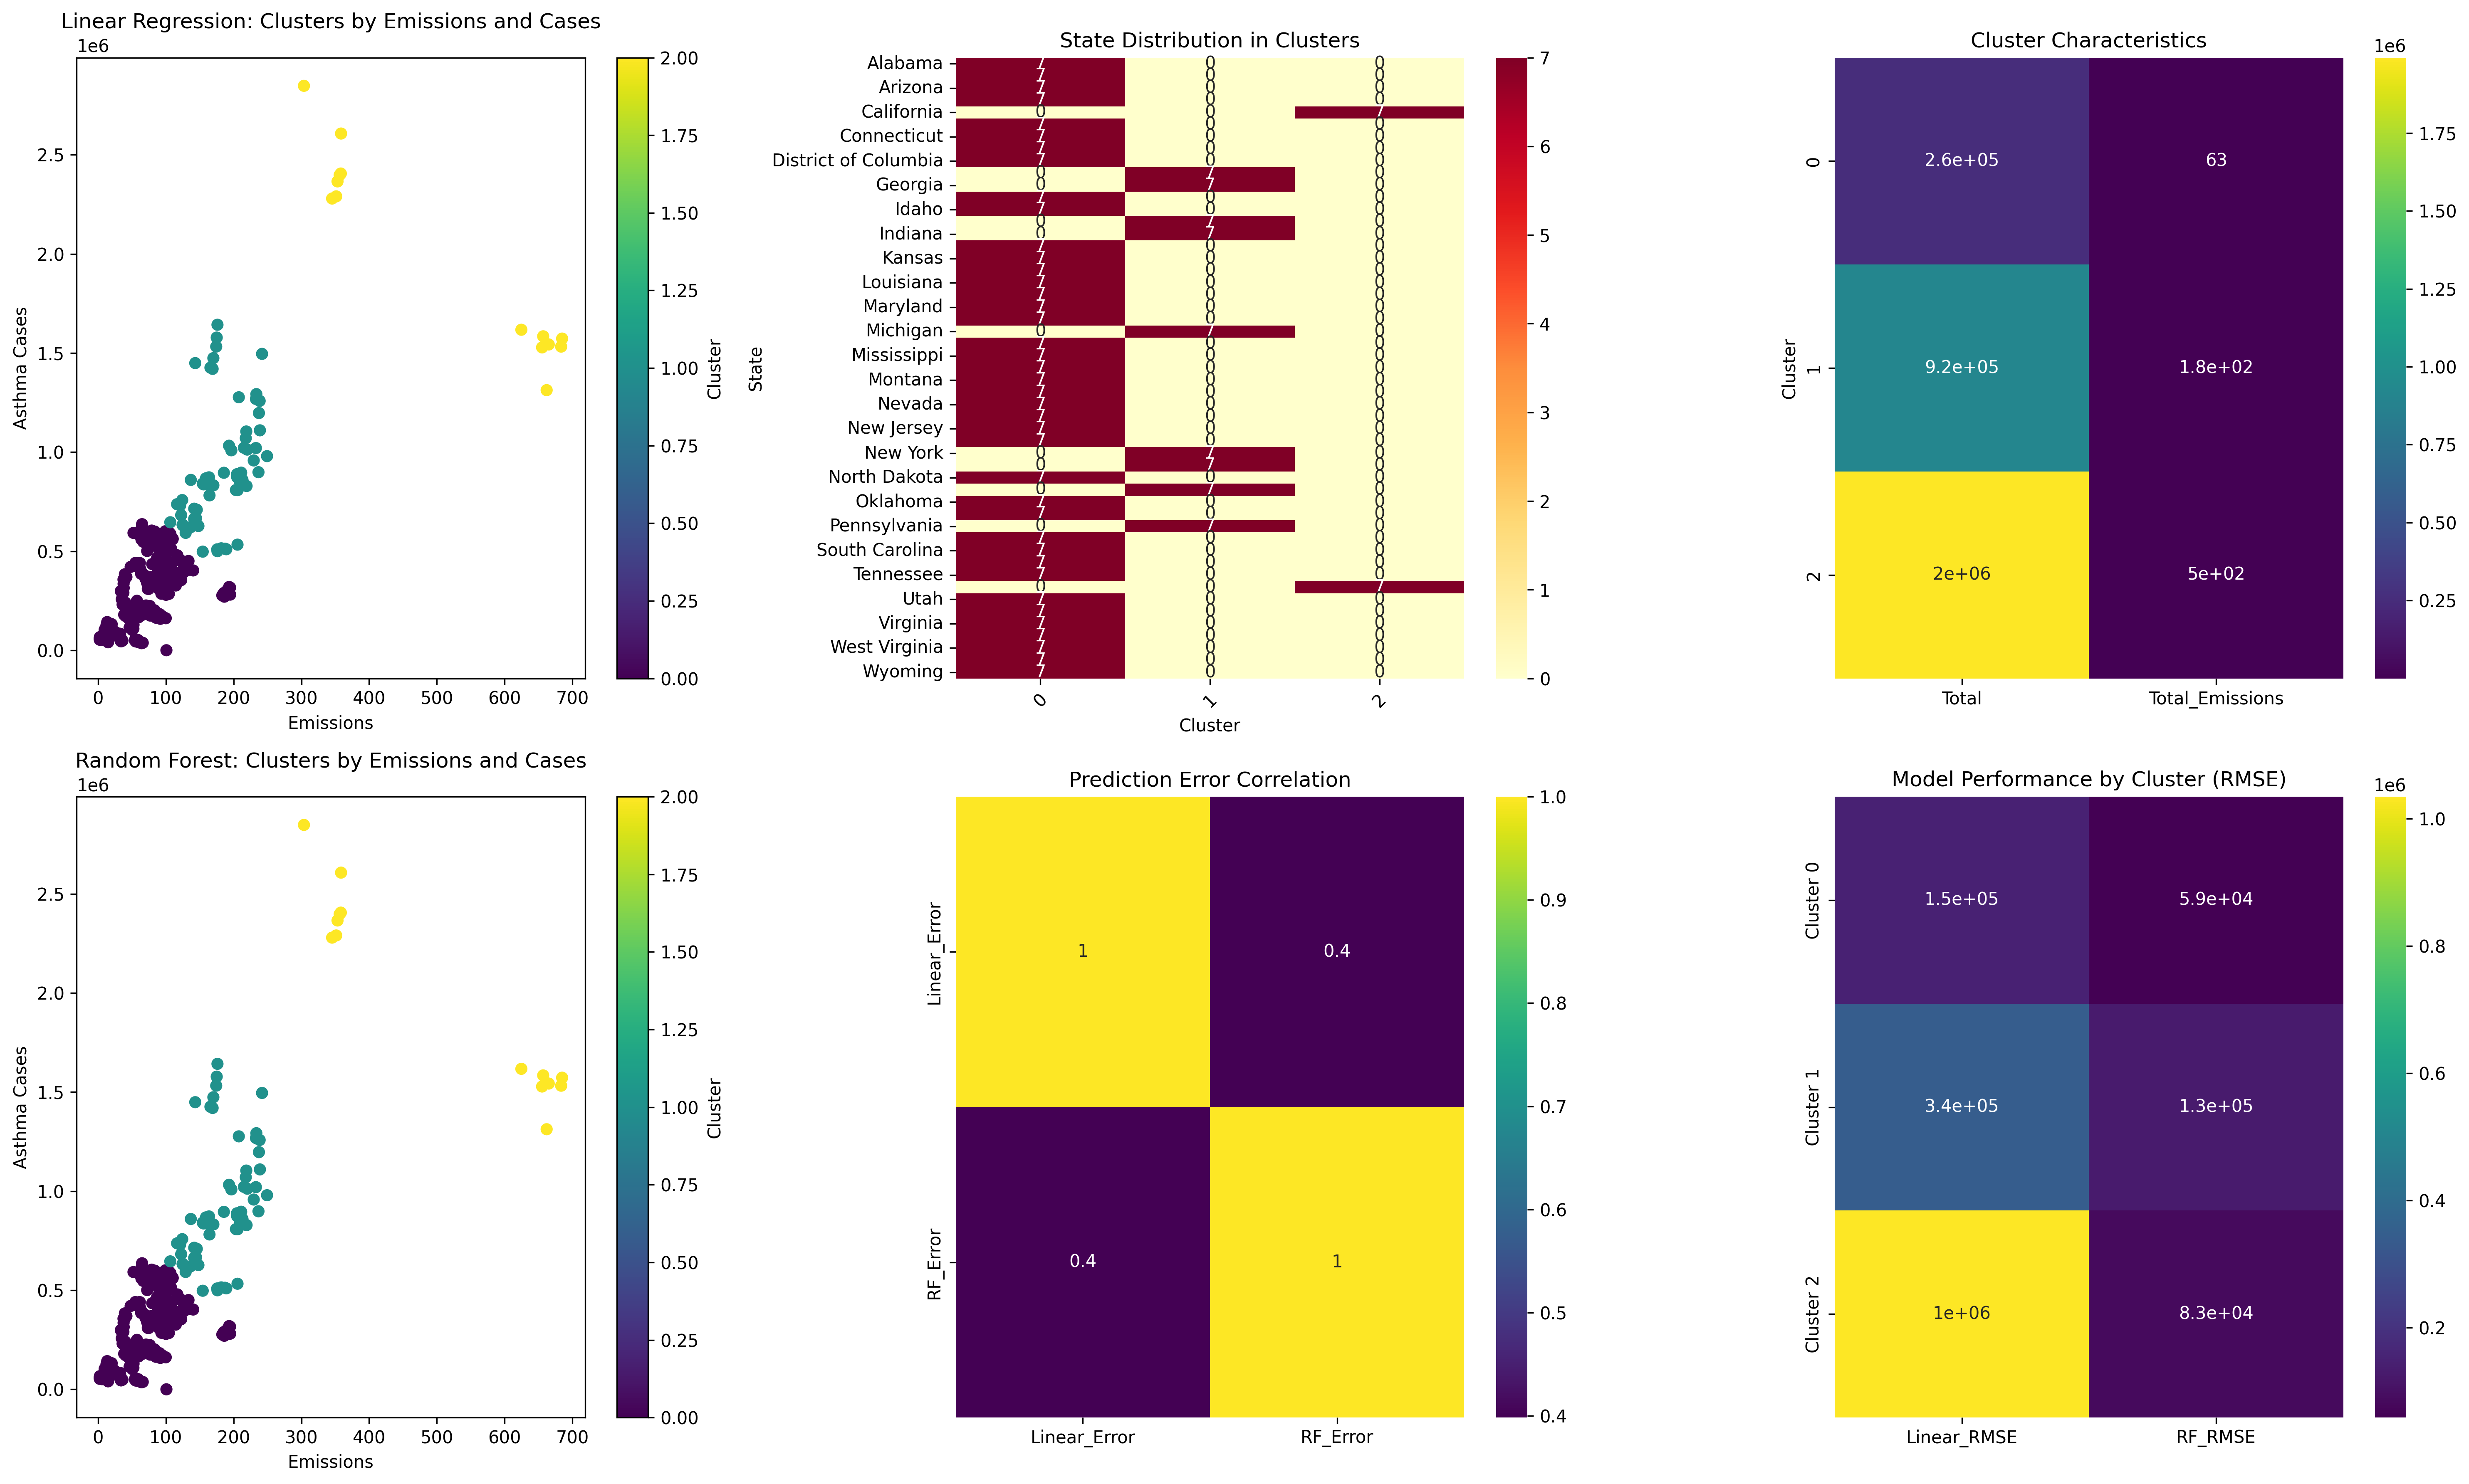 Linear Regression: Clusters by Emissions and Cases
1e6
2.5
2.0
1.5
1.0
0.5
0.0
Asthma Cases
0 100 200 300 400 500 600 700
Emissions
2.00
1.75
1.50
1.25
1.00
0.75
0.50
0.25
0.00
Cluster
State Distribution in Clusters
State
Alabama
Arizona
California
Connecticut
District of Columbia
Georgia
Idaho
Indiana
Kansas
Louisiana
Maryland
Michigan
Mississippi
Montana
Nevada
New Jersey
New York
North Dakota
Oklahoma
Pennsylvania
South Carolina
Tennessee
Utah
Virginia
West Virginia
Wyoming
0 1 2
Cluster
7
6
5
4
3
2
1
0
Cluster Characteristics
Cluster
0
1
2
2.6e+05 63
9.2e+05 1.8e+02
2e+06 5e+02
Total Total_Emissions
1e6
1.75
1.50
1.25
1.00
0.75
0.50
0.25
Random Forest: Clusters by Emissions and Cases
1e6
2.5
2.0
1.5
1.0
0.5
0.0
Asthma Cases
0 100 200 300 400 500 600 700
Emissions
2.00
1.75
1.50
1.25
1.00
0.75
0.50
0.25
0.00
Cluster
Prediction Error Correlation
Linear_Error
RF_Error
1 0.4
0.4 1
Linear_Error RF_Error
1.0
0.9
0.8
0.7
0.6
0.5
0.4
Model Performance by Cluster (RMSE)
Cluster 0
Cluster 1
Cluster 2
1.5e+05 5.9e+04
3.4e+05 1.3e+05
1e+06 8.3e+04
Linear_RMSE RF_RMSE
1e6
1.0
0.8
0.6
0.4
0.2